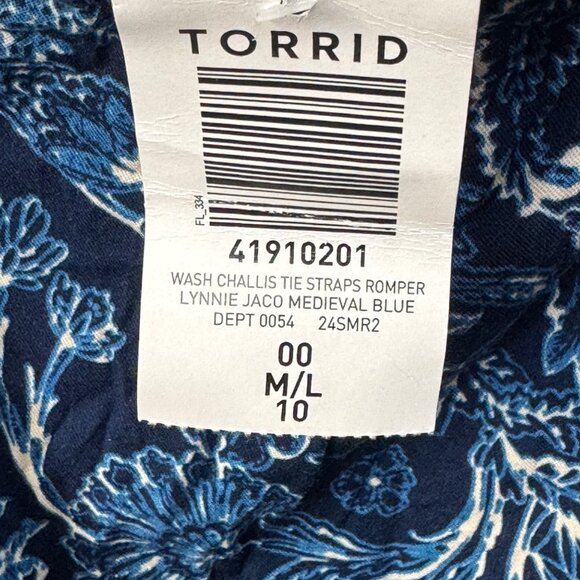 TORRID
FL_334
41910201
WASH CHALLIS TIE STRAPS ROMPER
LYNNIE JACO MEDIEVAL BLUE
DEPT 0054 24SMR2
00
M/L
10